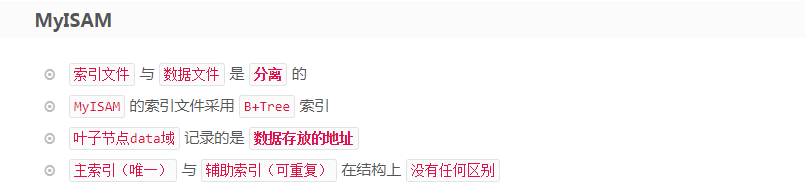 MyISAM
索引文件 与 数据文件 是 分离 的
MyISAM 的索引文件采用 B+Tree 索引
叶子节点data域 记录的是 数据存放的地址
主索引（唯一） 与 辅助索引（可重复） 在结构上 没有任何区别